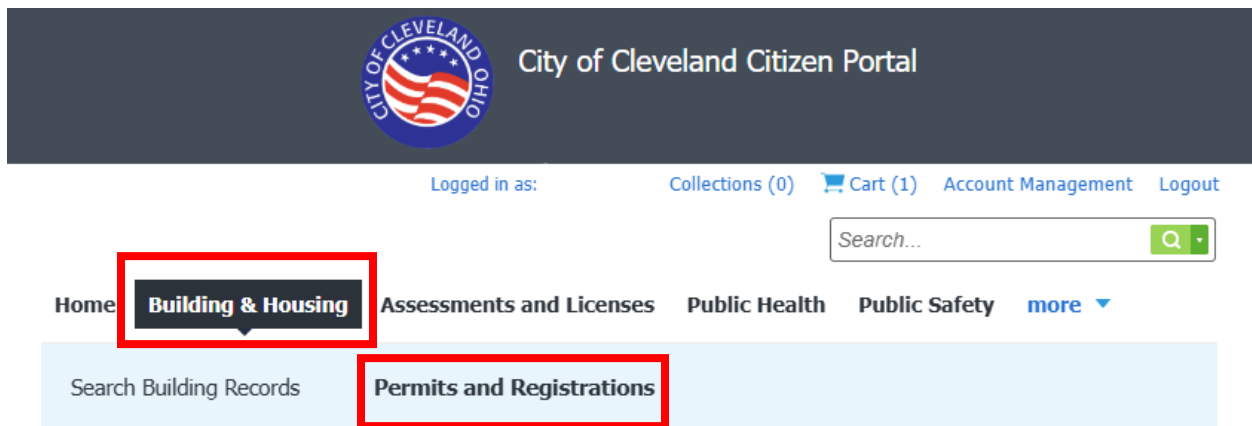 CITY OF CLEVELAND OHIO
City of Cleveland Citizen Portal
Logged in as: Collections (0) Cart (1) Account Management Logout
Search...
Home Building & Housing Assessments and Licenses Public Health Public Safety more
Search Building Records Permits and Registrations